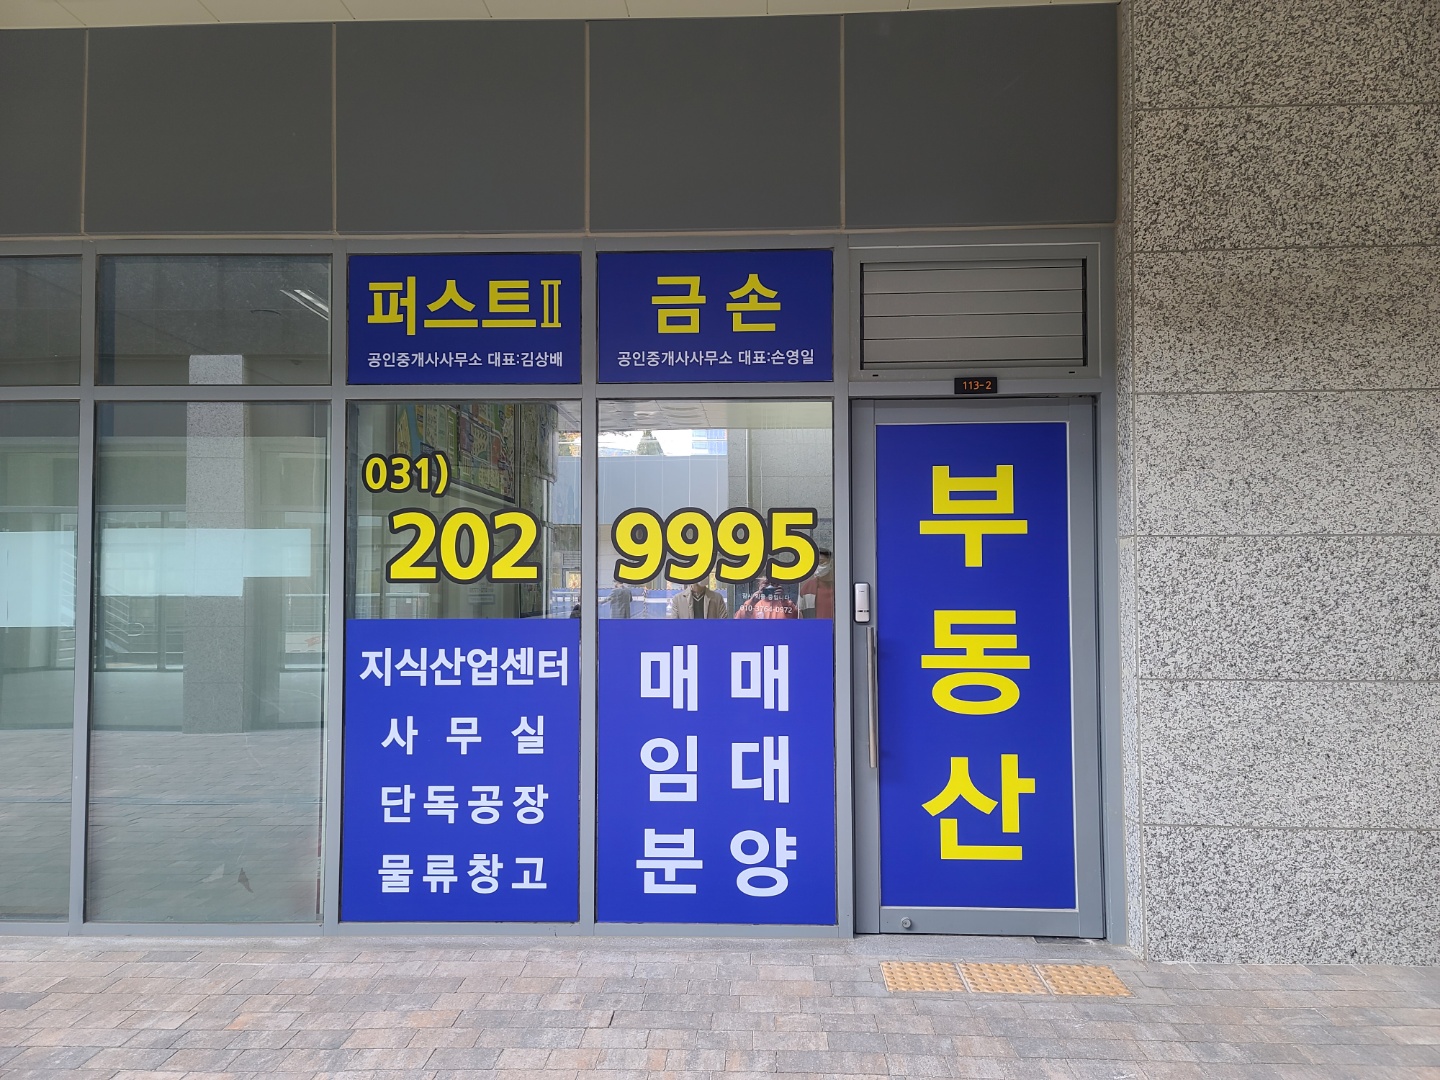 퍼스트Ⅱ
공인중개사사무소 대표:김상배
금손
공인중개사사무소 대표:손영일
113-2
031)
202 9995
지식산업센터
사무실
단독공장
물류창고
매매
임대
분양
부동산
010-3764-0972